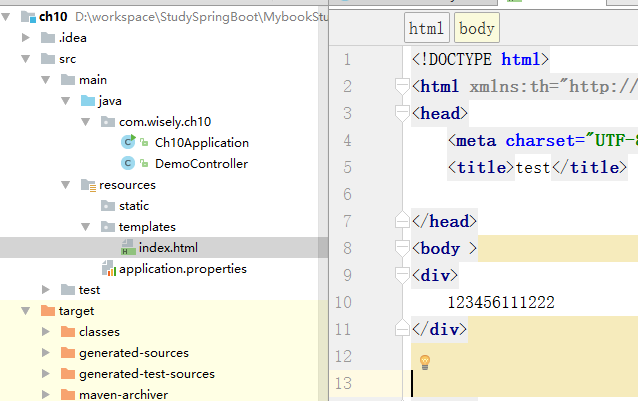 ch10 D:\workspace\StudySpringBoot\MybookStu
.idea
src
main
java
com.wisely.ch10
Ch10Application
DemoController
resources
static
templates
index.html
application.properties
test
target
classes
generated-sources
generated-test-sources
maven-archiver
html body
1 <!DOCTYPE html>
2 <html xmlns:th="http://
3 <head>
4 <meta charset="UTF-8
5 <title>test</title>
6
7 </head>
8 <body >
9 <div>
10 123456111222
11 </div>
12
13